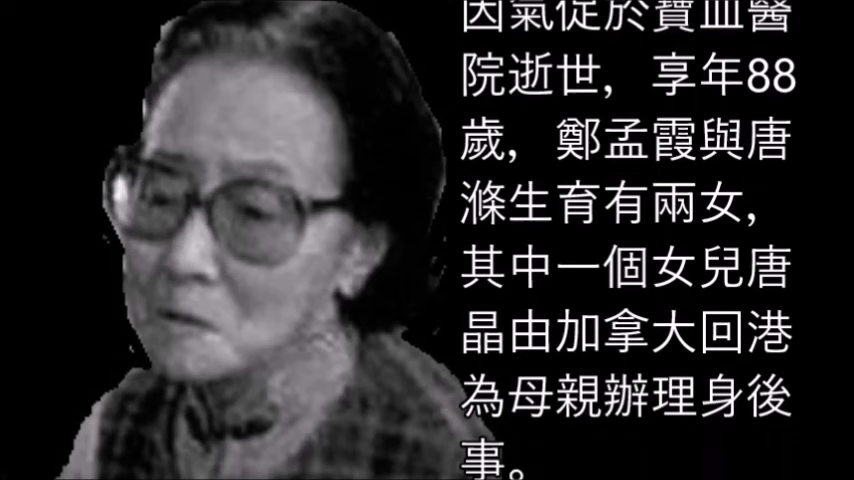 因氣促於寶血醫
院逝世，享年88
歲，鄭孟霞與唐
滌生育有兩女，
其中一個女兒唐
晶由加拿大回港
為母親辦理身後
事。